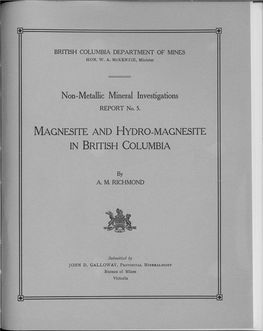 BRITISH COLUMBIA DEPARTMENT OF MINES
HON. W. A. McKENZIE, Minister
Non-Metallic Mineral Investigations
REPORT No. 5.
MAGNESITE AND HYDRO-MAGNESITE
IN BRITISH COLUMBIA
By
A. M. RICHMOND
Submitted by
JOHN D. GALLOWAY, PROVINCIAL MINERALOGIST
Bureau of Mines
Victoria